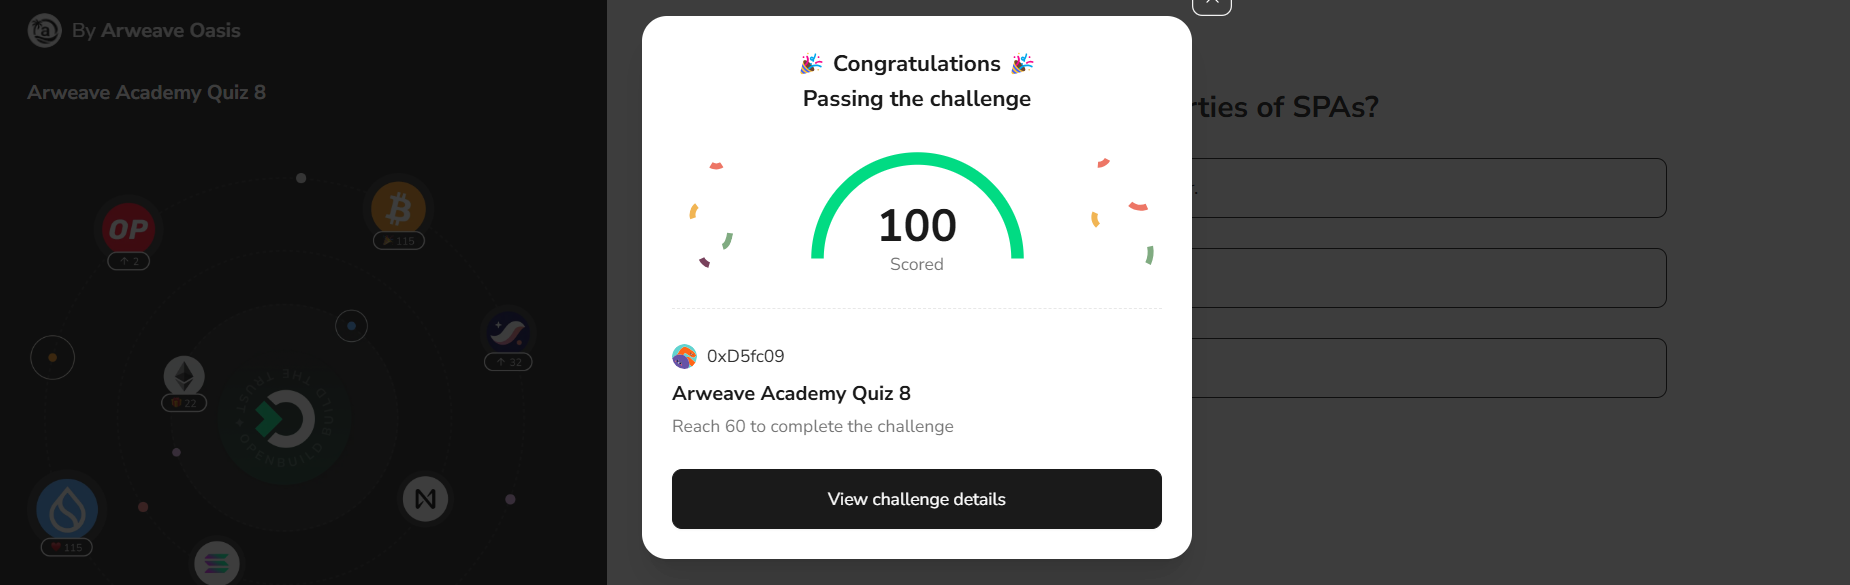 By Arweave Oasis
Arweave Academy Quiz 8
OP
↑ 2
115
↑ 32
22
THE TRUST • OPENBUILD
115
🎉 Congratulations 🎉
Passing the challenge
100
Scored
0xD5fc09
Arweave Academy Quiz 8
Reach 60 to complete the challenge
View challenge details
rties of SPAs?